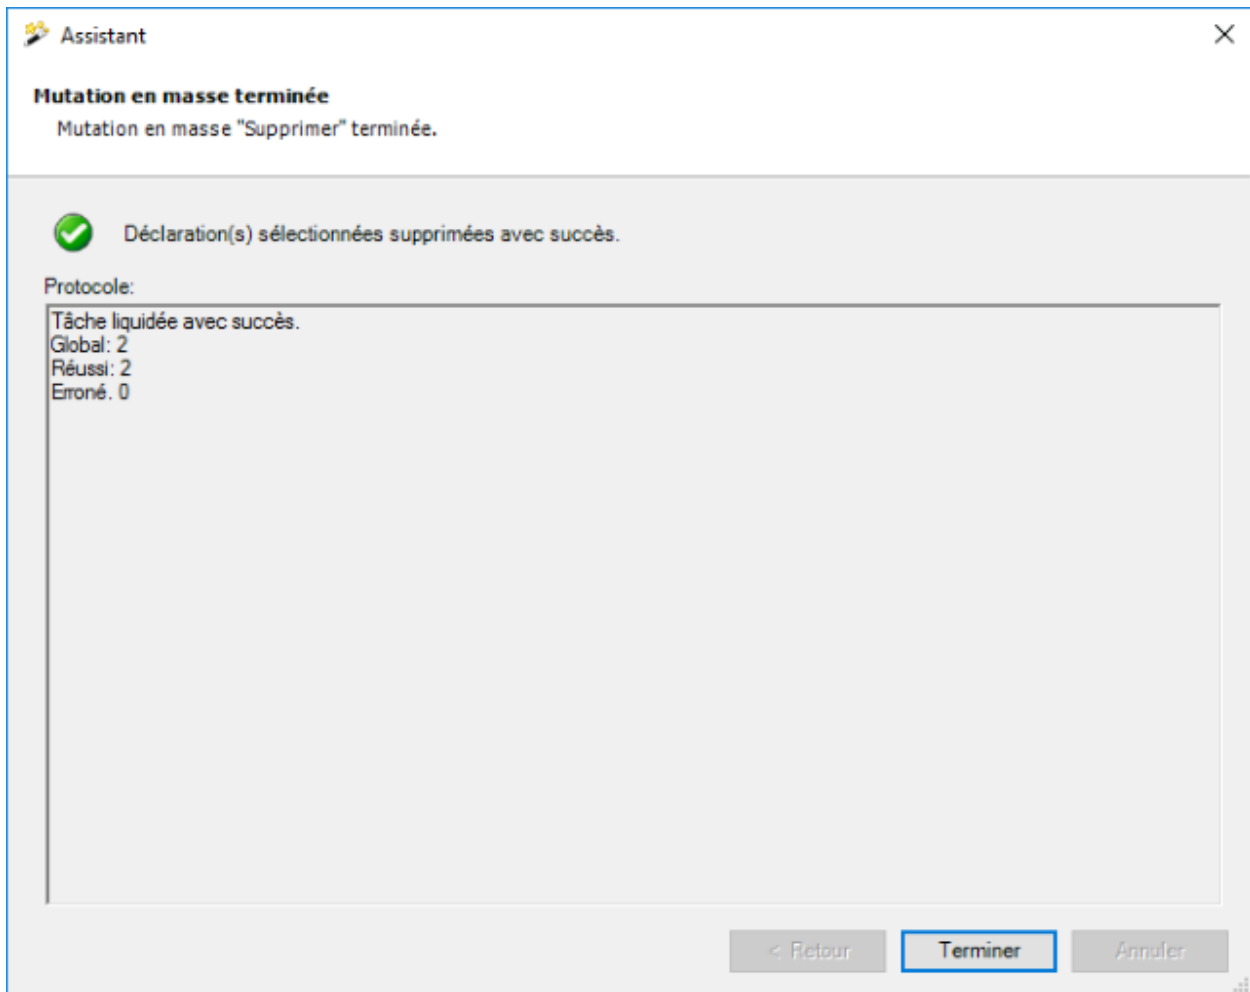 Assistant
Mutation en masse terminée
Mutation en masse "Supprimer" terminée.
Déclaration(s) sélectionnées supprimées avec succès.
Protocole:
Tâche liquidée avec succès.
Global: 2
Réussi: 2
Erroné. 0
< Retour
Terminer
Annuler